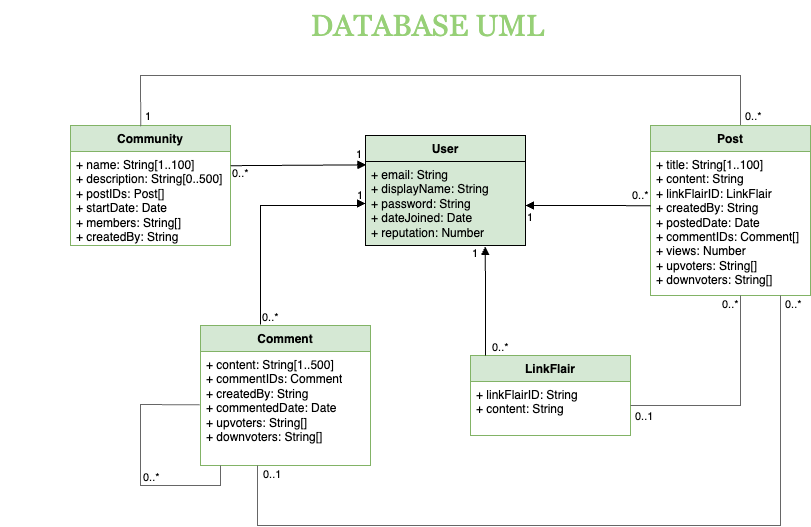 DATABASE UML
1
0..*
Community
+ name: String[1..100]
+ description: String[0..500]
+ postIDs: Post[]
+ startDate: Date
+ members: String[]
+ createdBy: String
1
0..*
1
User
+ email: String
+ displayName: String
+ password: String
+ dateJoined: Date
+ reputation: Number
0..*
1
1
Post
+ title: String[1..100]
+ content: String
+ linkFlairID: LinkFlair
+ createdBy: String
+ postedDate: Date
+ commentIDs: Comment[]
+ views: Number
+ upvoters: String[]
+ downvoters: String[]
0..*
0..*
0..*
Comment
+ content: String[1..500]
+ commentIDs: Comment
+ createdBy: String
+ commentedDate: Date
+ upvoters: String[]
+ downvoters: String[]
0..*
LinkFlair
+ linkFlairID: String
+ content: String
0..1
0..*
0..1